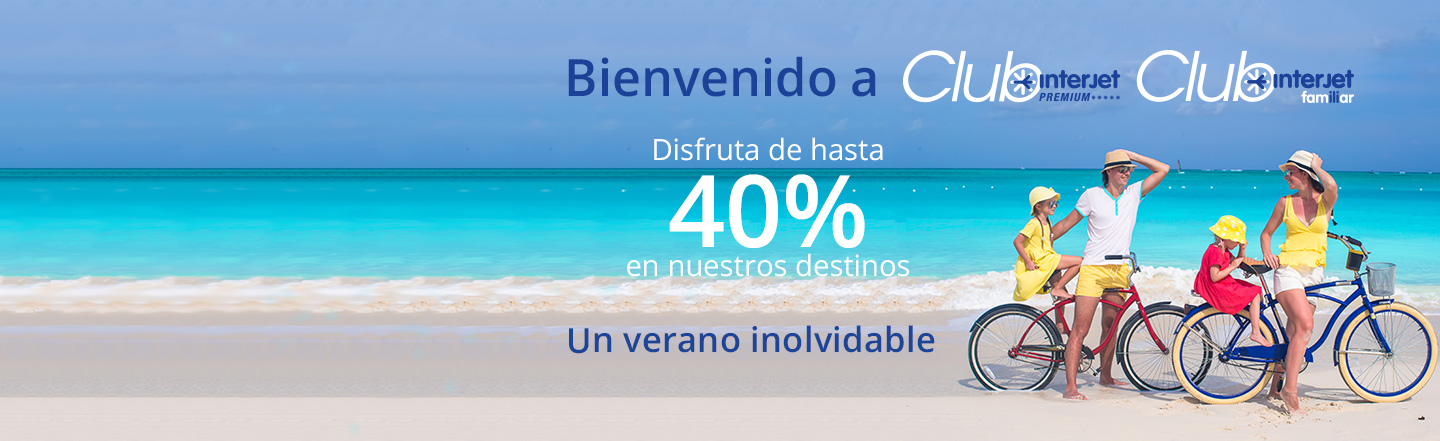 Bienvenido a Club interjet PREMIUM Club interjet familiar
Disfruta de hasta
40%
en nuestros destinos
Un verano inolvidable